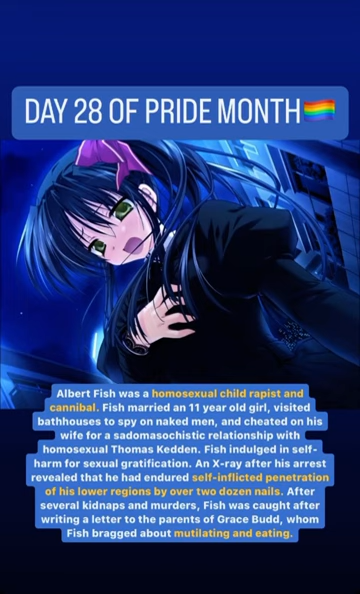 DAY 28 OF PRIDE MONTH🏳️‍🌈
Albert Fish was a homosexual child rapist and
cannibal. Fish married an 11 year old girl, visited
bathhouses to spy on naked men, and cheated on his
wife for a sadomasochistic relationship with
homosexual Thomas Kedden. Fish indulged in self-
harm for sexual gratification. An X-ray after his arrest
revealed that he had endured self-inflicted penetration
of his lower regions by over two dozen nails. After
several kidnaps and murders, Fish was caught after
writing a letter to the parents of Grace Budd, whom
Fish bragged about mutilating and eating.